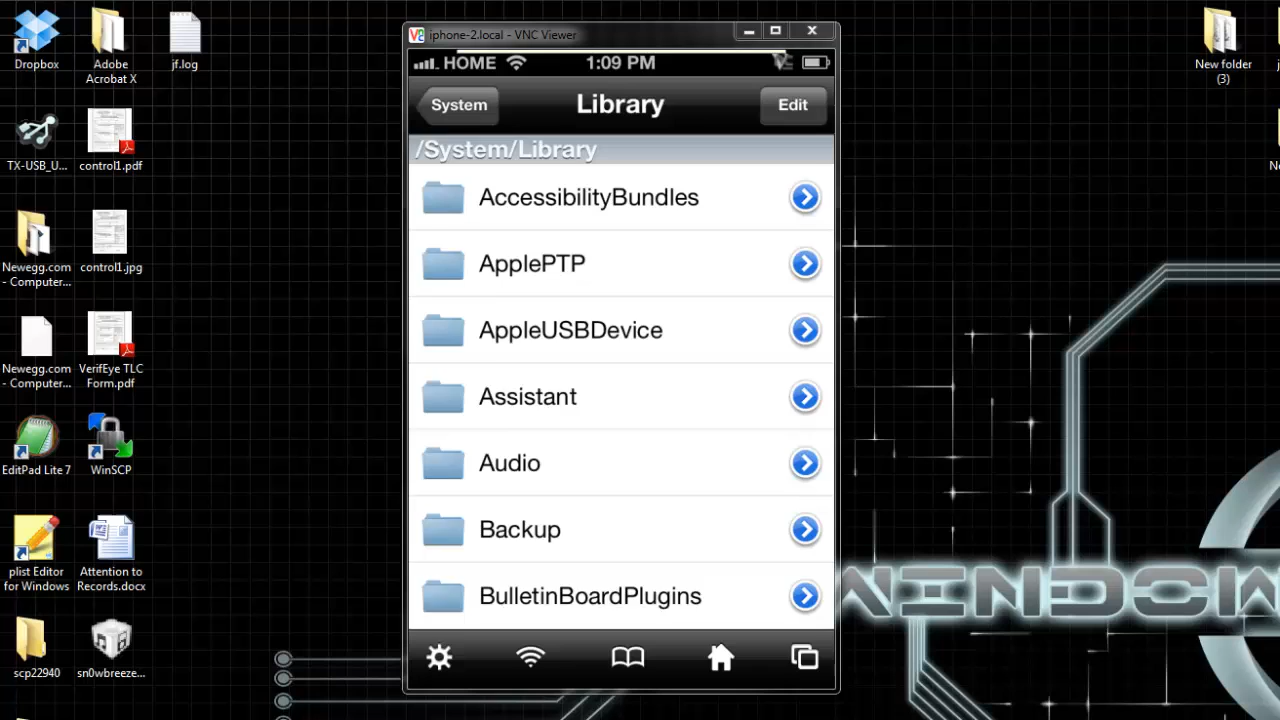 Dropbox
Adobe
Acrobat X
jf.log
TX-USB_U...
control1.pdf
Newegg.com
- Computer...
control1.jpg
Newegg.com
- Computer...
VerifEye TLC
Form.pdf
EditPad Lite 7
WinSCP
plist Editor
for Windows
Attention to
Records.docx
scp22940
sn0wbreeze...
iphone-2.local - VNC Viewer
HOME
1:09 PM
System
Library
Edit
/System/Library
AccessibilityBundles
ApplePTP
AppleUSBDevice
Assistant
Audio
Backup
BulletinBoardPlugins
New folder
(3)
WINDOW